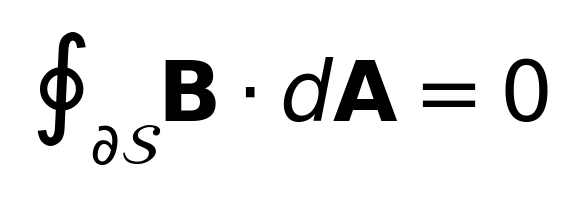 ∮_{∂𝒮} 𝐁 · d𝐀 = 0